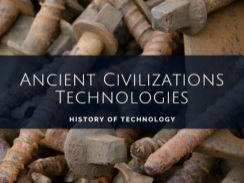 ANCIENT CIVILIZATIONS
TECHNOLOGIES
HISTORY OF TECHNOLOGY